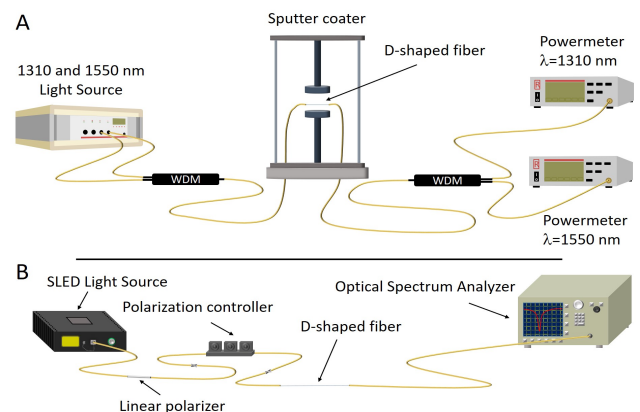 A
Sputter coater
D-shaped fiber
1310 and 1550 nm
Light Source
Powermeter
λ=1310 nm
WDM
WDM
Powermeter
λ=1550 nm
B
SLED Light Source
Polarization controller
Optical Spectrum Analyzer
D-shaped fiber
Linear polarizer